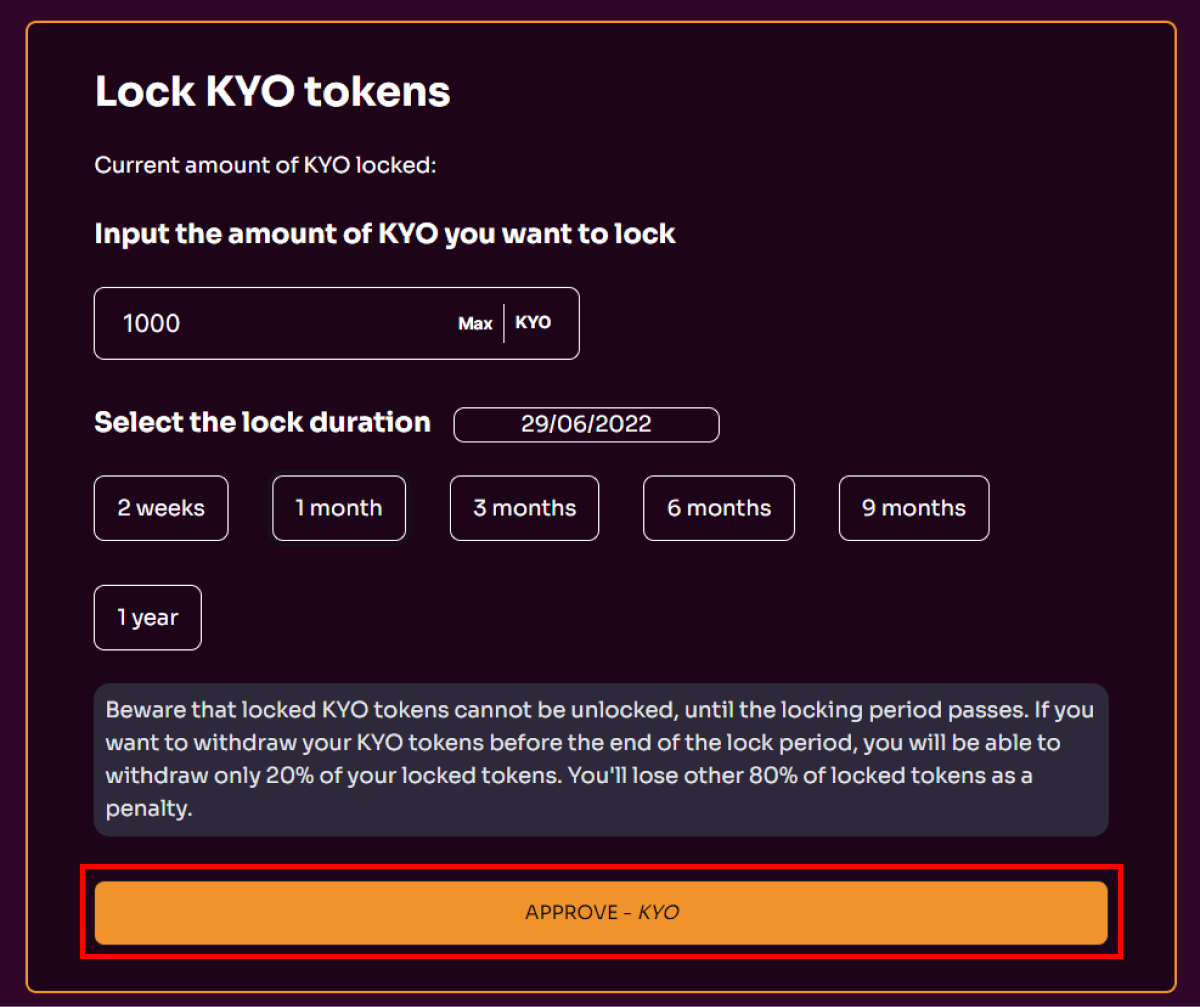 Lock KYO tokens
Current amount of KYO locked:
Input the amount of KYO you want to lock
1000 Max KYO
Select the lock duration 29/06/2022
2 weeks 1 month 3 months 6 months 9 months
1 year
Beware that locked KYO tokens cannot be unlocked, until the locking period passes. If you
want to withdraw your KYO tokens before the end of the lock period, you will be able to
withdraw only 20% of your locked tokens. You'll lose other 80% of locked tokens as a
penalty.
APPROVE - KYO